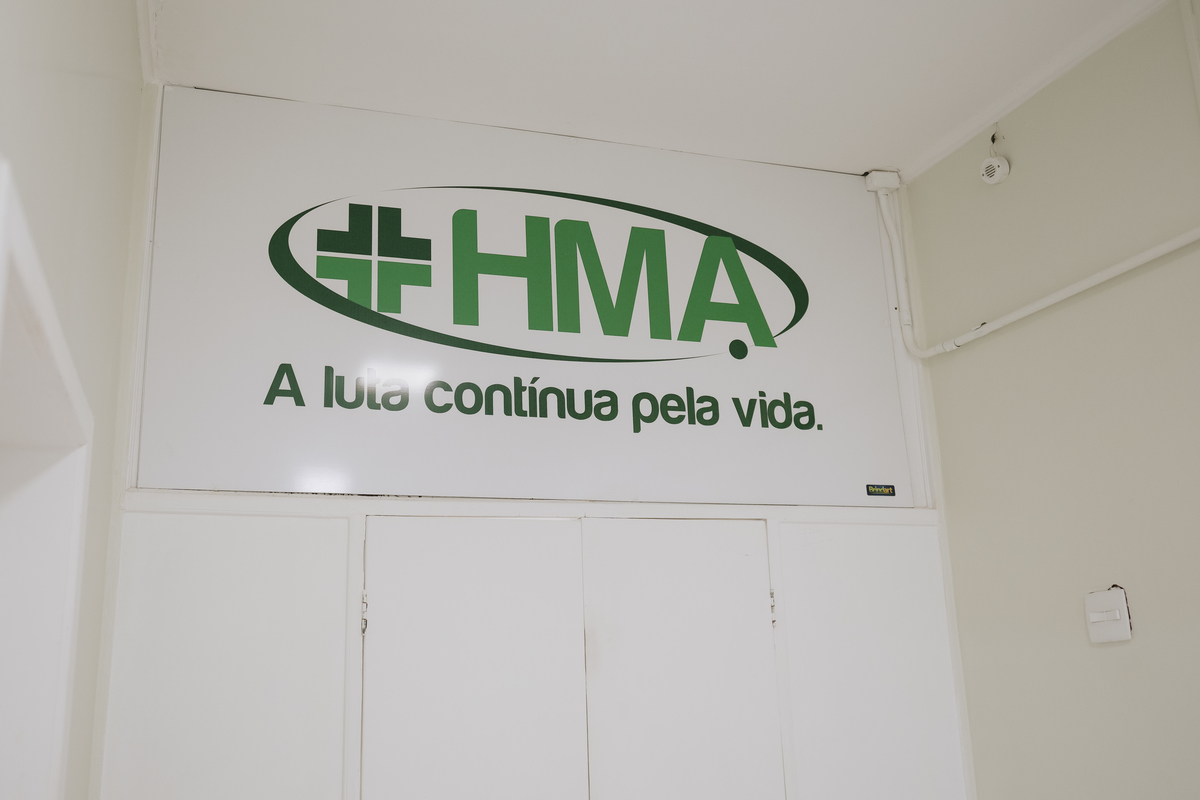 HMA
A luta contínua pela vida.